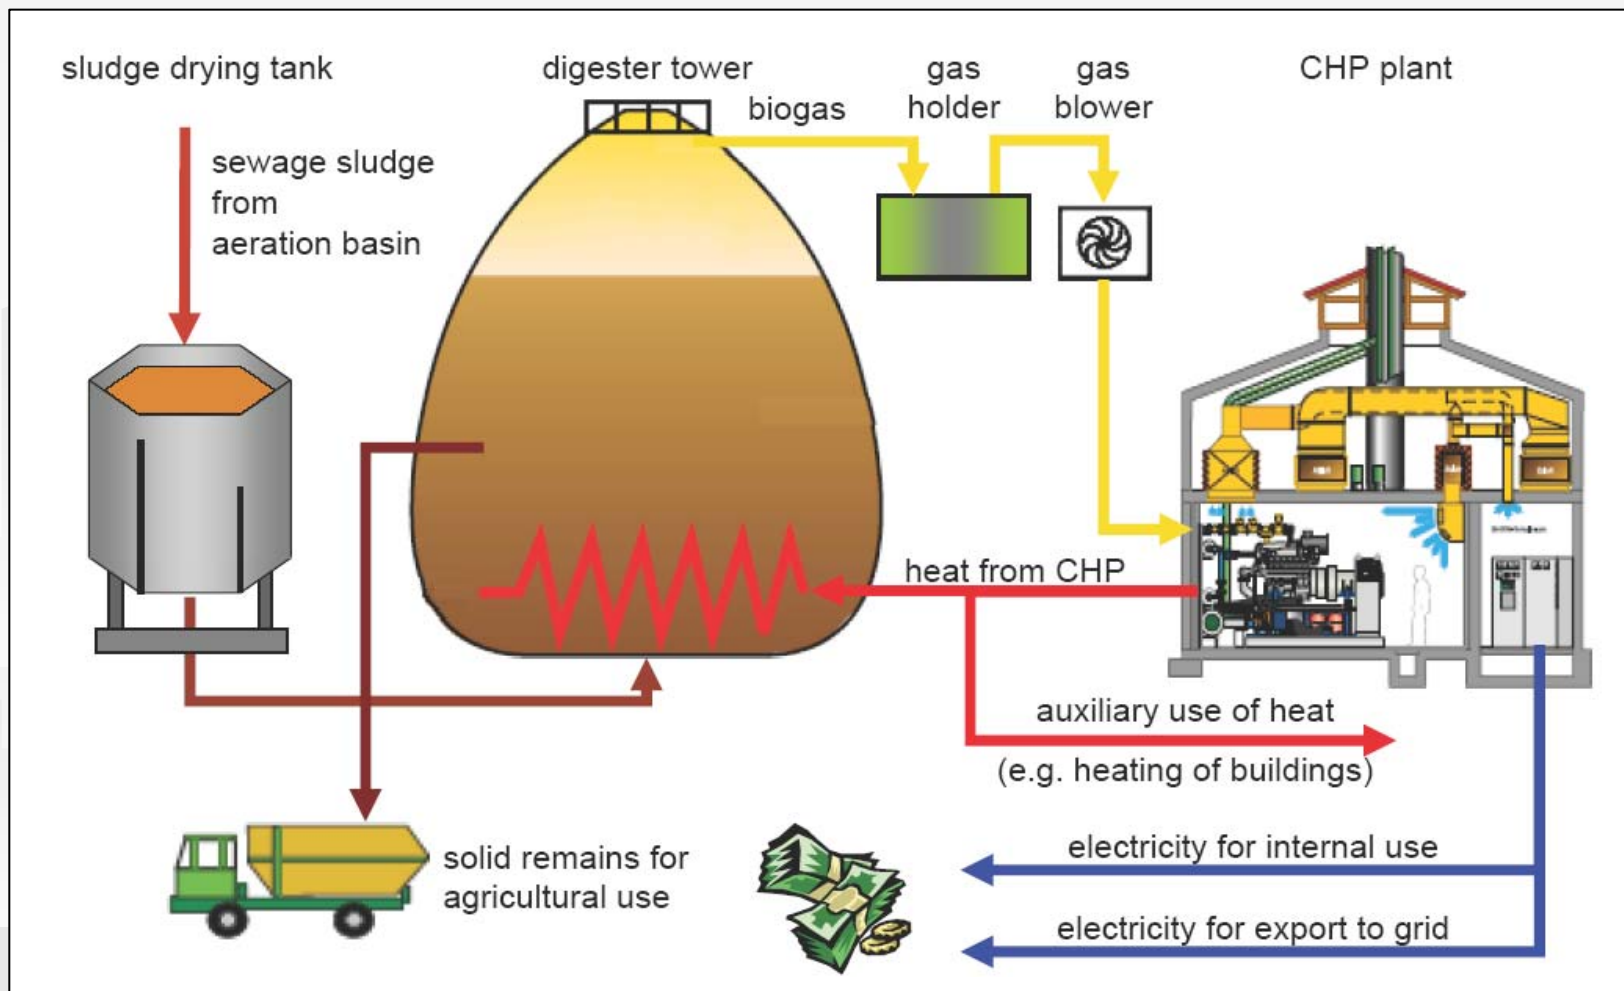 sludge drying tank
digester tower
gas
holder
gas
blower
CHP plant
biogas
sewage sludge
from
aeration basin
heat from CHP
auxiliary use of heat
(e.g. heating of buildings)
solid remains for
agricultural use
electricity for internal use
electricity for export to grid